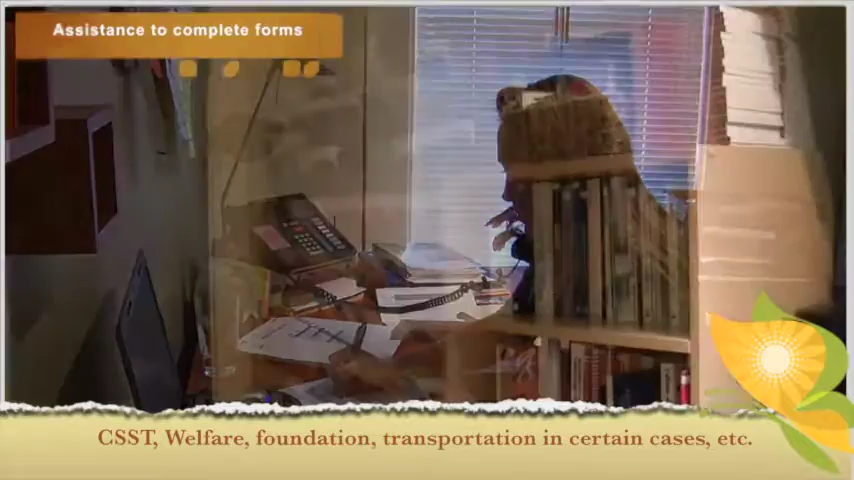 Assistance to complete forms
CSST, Welfare, foundation, transportation in certain cases, etc.